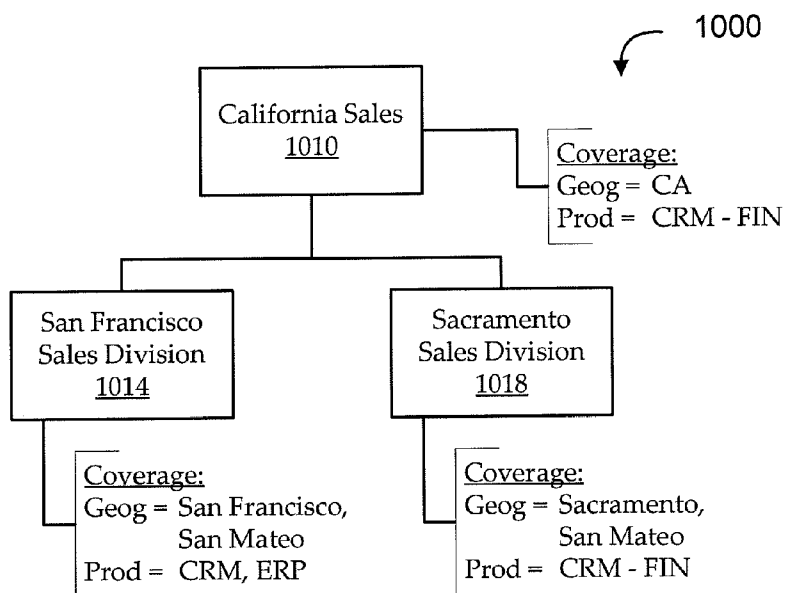 1000
California Sales
1010
Coverage:
Geog = CA
Prod = CRM - FIN
San Francisco
Sales Division
1014
Sacramento
Sales Division
1018
Coverage:
Geog = San Francisco,
San Mateo
Prod = CRM, ERP
Coverage:
Geog = Sacramento,
San Mateo
Prod = CRM - FIN